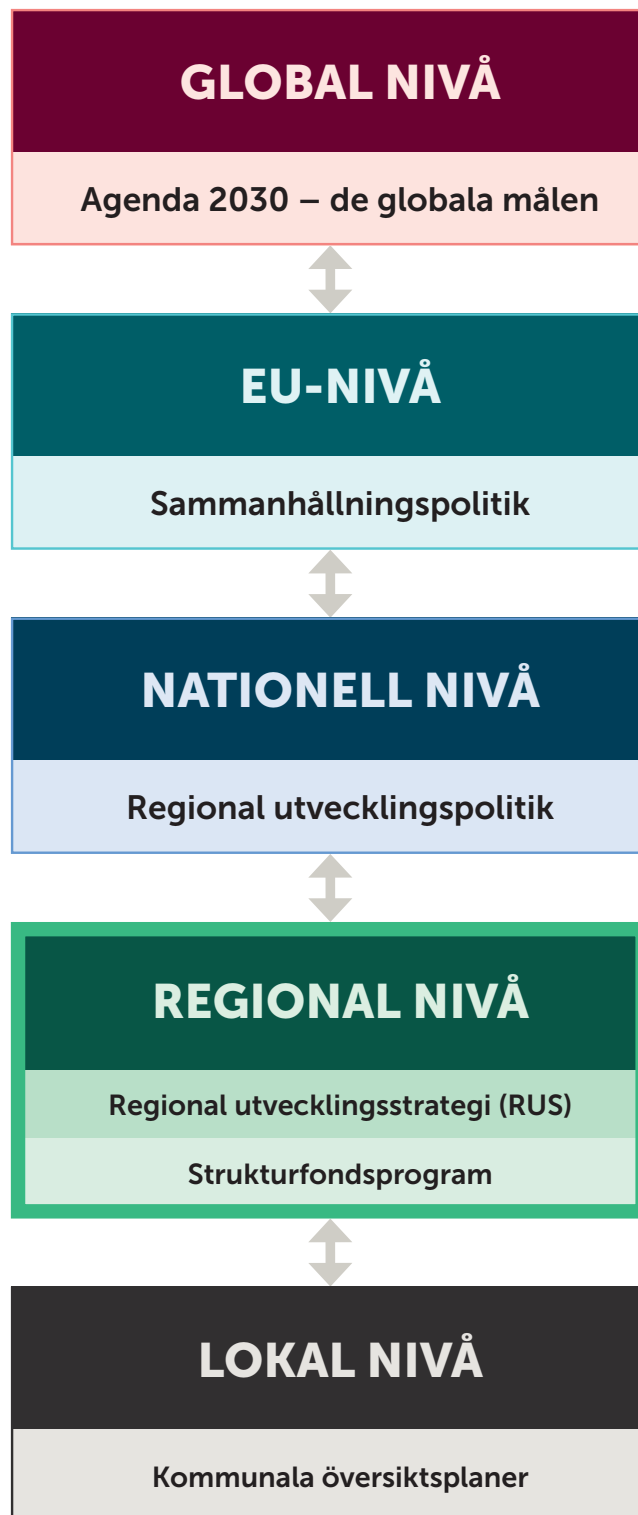 GLOBAL NIVÅ
Agenda 2030 – de globala målen
EU-NIVÅ
Sammanhållningspolitik
NATIONELL NIVÅ
Regional utvecklingspolitik
REGIONAL NIVÅ
Regional utvecklingsstrategi (RUS)
Strukturfondsprogram
LOKAL NIVÅ
Kommunala översiktsplaner